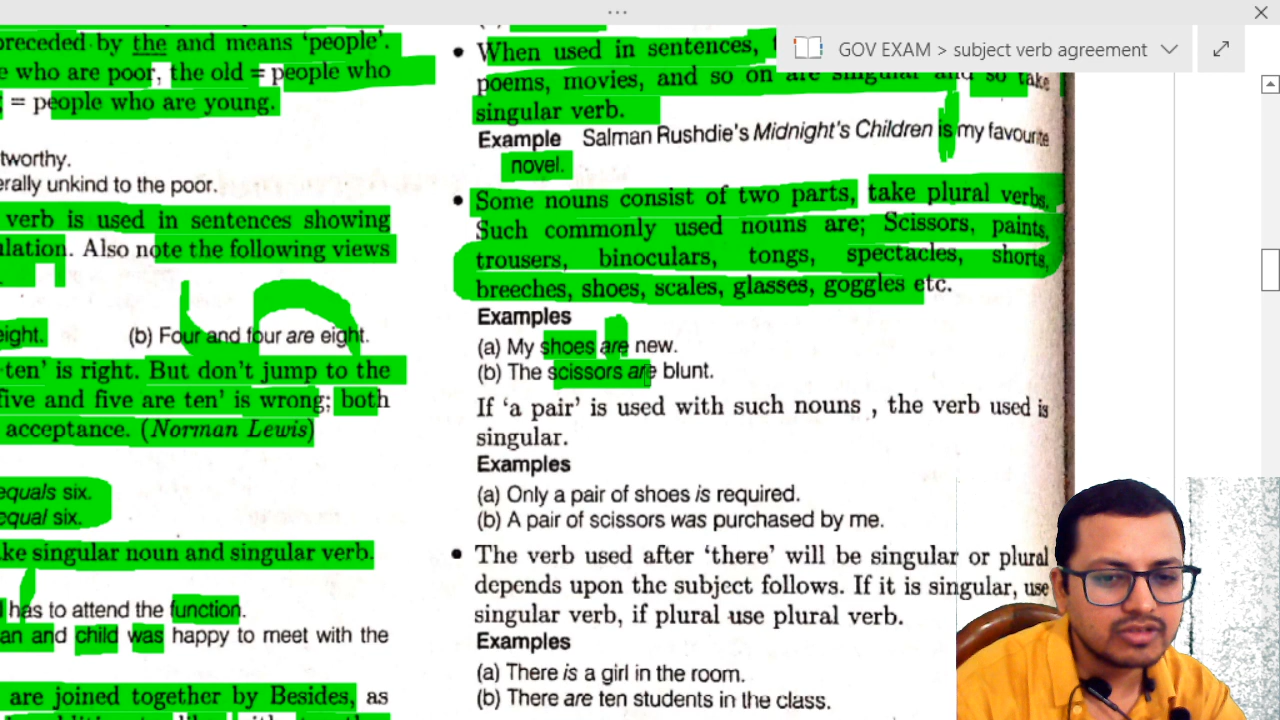 GOV EXAM > subject verb agreement
preceded by the and means 'people'.
who are poor, the old = people who
= people who are young.
tworthy.
erally unkind to the poor.
verb is used in sentences showing
lation. Also note the following views
eight. (b) Four and four are eight.
ten' is right. But don't jump to the
five and five are ten' is wrong; both
acceptance. (Norman Lewis)
equals six.
equal six.
ke singular noun and singular verb.
has to attend the function.
an and child was happy to meet with the
are joined together by Besides, as
• When used in sentences,
poems, movies, and so on are singular and so take
singular verb.
Example Salman Rushdie's Midnight's Children is my favourite
novel.
• Some nouns consist of two parts, take plural verbs.
Such commonly used nouns are; Scissors, paints,
trousers, binoculars, tongs, spectacles, shorts,
breeches, shoes, scales, glasses, goggles etc.
Examples
(a) My shoes are new.
(b) The scissors are blunt.
If 'a pair' is used with such nouns , the verb used is
singular.
Examples
(a) Only a pair of shoes is required.
(b) A pair of scissors was purchased by me.
• The verb used after 'there' will be singular or plural
depends upon the subject follows. If it is singular, use
singular verb, if plural use plural verb.
Examples
(a) There is a girl in the room.
(b) There are ten students in the class.